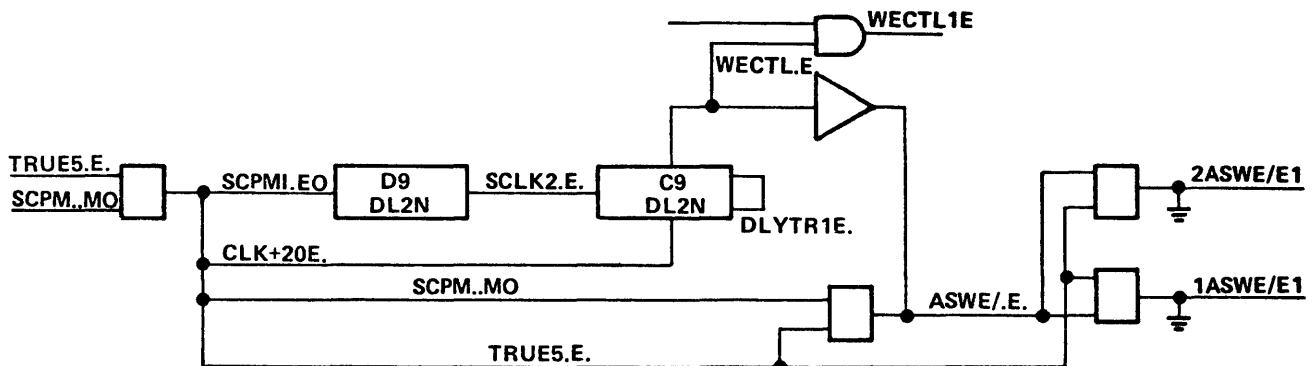 WECTL1E
WECTL.E.
TRUE5.E.
SCPM..MO
SCPMI.EO
D9
DL2N
SCLK2.E.
C9
DL2N
DLYTR1E.
2ASWE/E1
CLK+20E.
SCPM..MO
ASWE/.E.
1ASWE/E1
TRUE5.E.